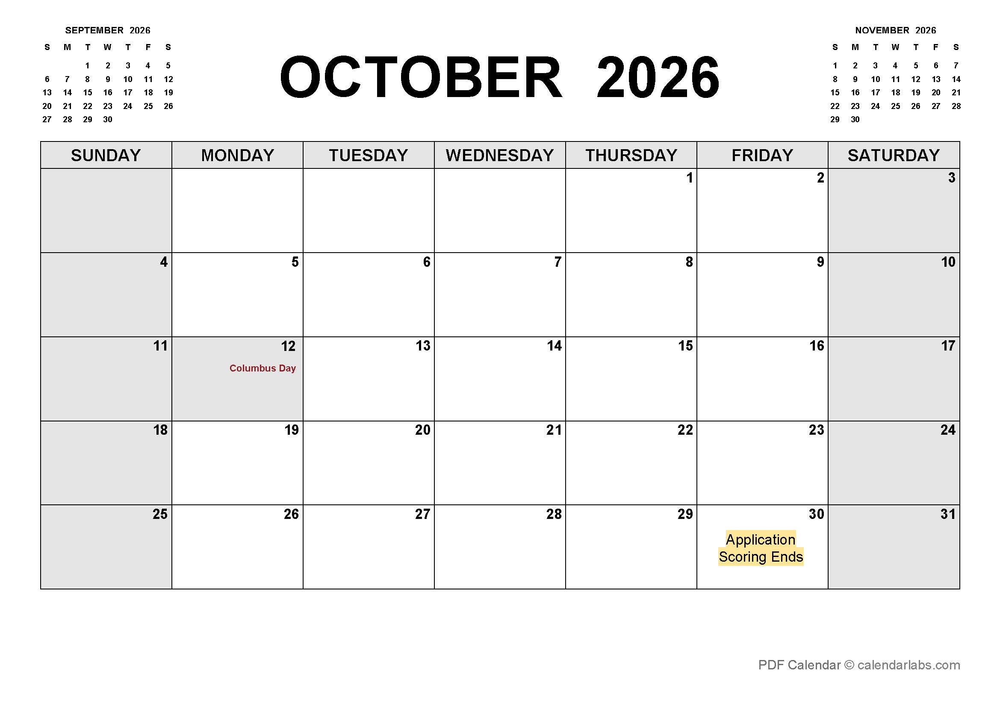 SEPTEMBER 2026
S M T W T F S
1 2 3 4 5
6 7 8 9 10 11 12
13 14 15 16 17 18 19
20 21 22 23 24 25 26
27 28 29 30
OCTOBER 2026
NOVEMBER 2026
S M T W T F S
1 2 3 4 5 6 7
8 9 10 11 12 13 14
15 16 17 18 19 20 21
22 23 24 25 26 27 28
29 30
SUNDAY MONDAY TUESDAY WEDNESDAY THURSDAY FRIDAY SATURDAY
1 2 3
4 5 6 7 8 9 10
11 12 13 14 15 16 17
Columbus Day
18 19 20 21 22 23 24
25 26 27 28 29 30 31
Application
Scoring Ends
PDF Calendar © calendarlabs.com